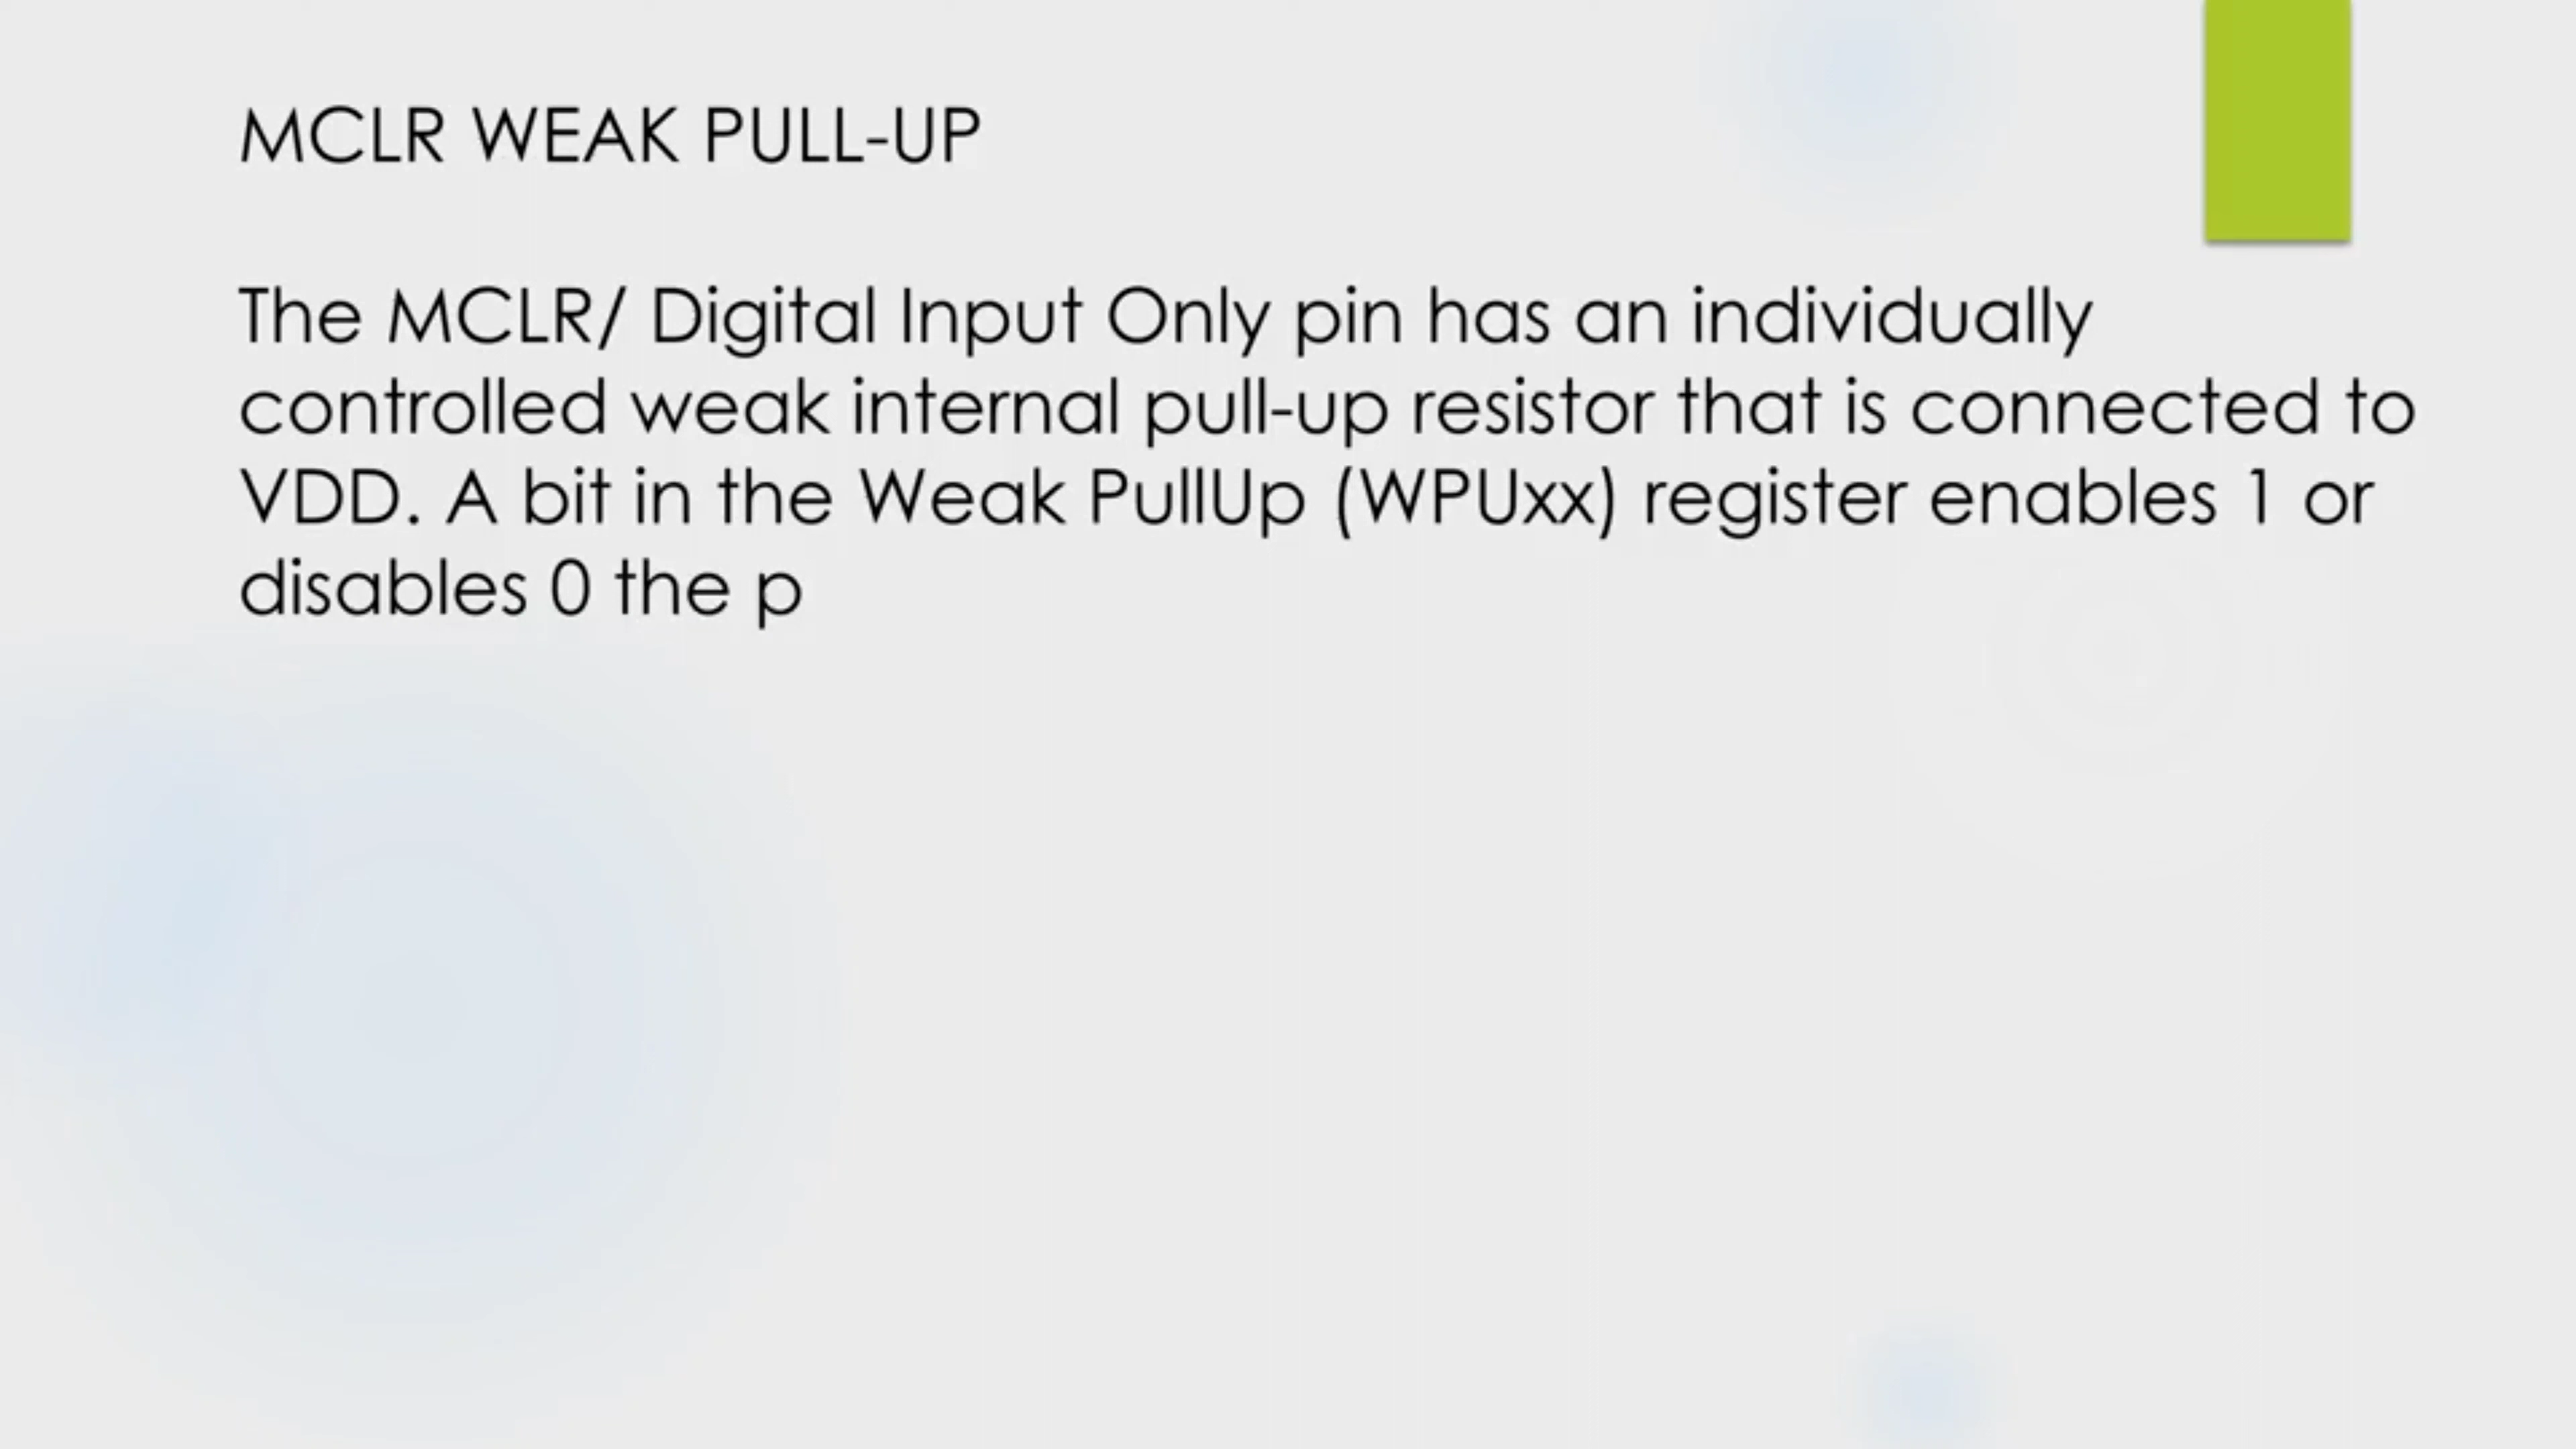 MCLR WEAK PULL-UP
The MCLR/ Digital Input Only pin has an individually
controlled weak internal pull-up resistor that is connected to
VDD. A bit in the Weak PullUp (WPUxx) register enables 1 or
disables 0 the p